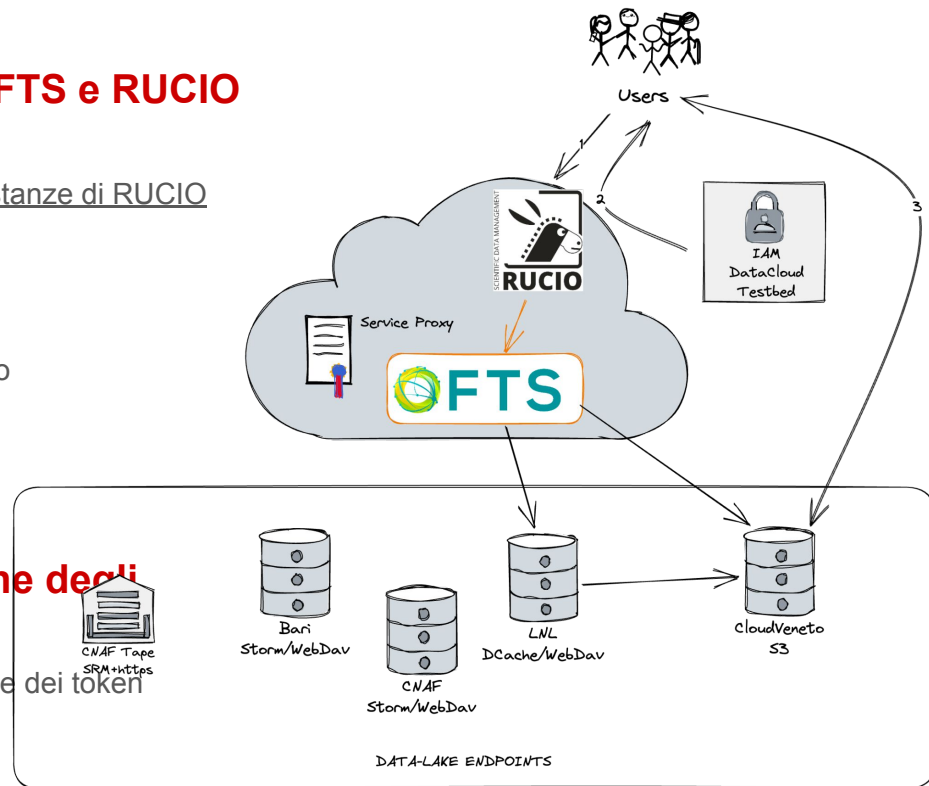 FTS e RUCIO
stanze di RUCIO
o
ne degli
e dei token
Users
1
2
3
SCIENTIFIC DATA MANAGEMENT
RUCIO
IAM
DataCloud
Testbed
Service Proxy
FTS
CNAF Tape
SRM+https
Bari
Storm/WebDav
CNAF
Storm/WebDav
LNL
DCache/WebDav
CloudVeneto
S3
DATA-LAKE ENDPOINTS